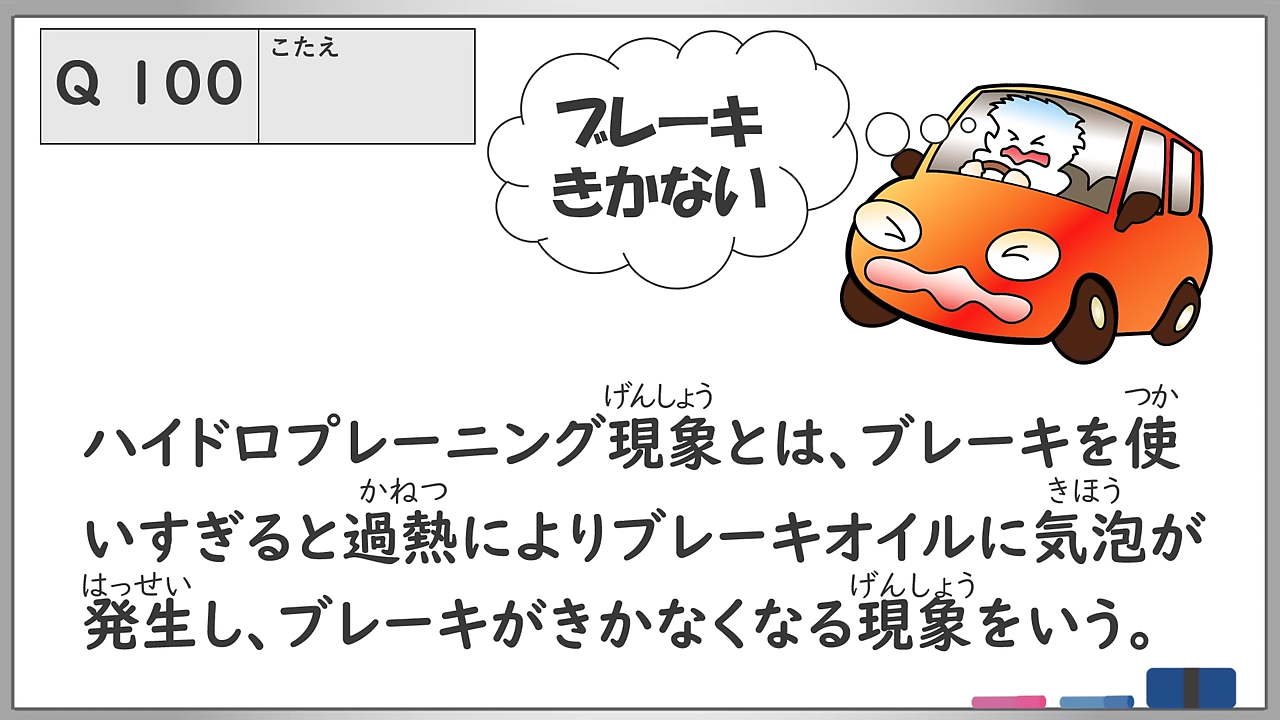 Q 100
こたえ
ブレーキ
きかない
げんしょう つか
ハイドロプレーニング現象とは、ブレーキを使
かねつ きほう
いすぎると過熱によりブレーキオイルに気泡が
はっせい げんしょう
発生し、ブレーキがきかなくなる現象をいう。